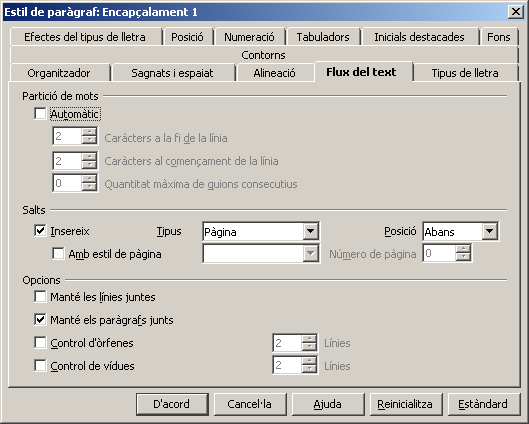 Estil de paràgraf: Encapçalament 1
Efectes del tipus de lletra Posició Numeració Tabuladors Inicials destacades Fons
Contorns
Organitzador Sagnats i espaiat Alineació Flux del text Tipus de lletra
Partició de mots
Automàtic
2 Caràcters a la fi de la línia
2 Caràcters al començament de la línia
0 Quantitat màxima de guions consecutius
Salts
Insereix Tipus Pàgina Posició Abans
Amb estil de pàgina Número de pàgina 0
Opcions
Manté les línies juntes
Manté els paràgrafs junts
Control d'òrfenes 2 Línies
Control de vídues 2 Línies
D'acord Cancel·la Ajuda Reinicialitza Estàndard